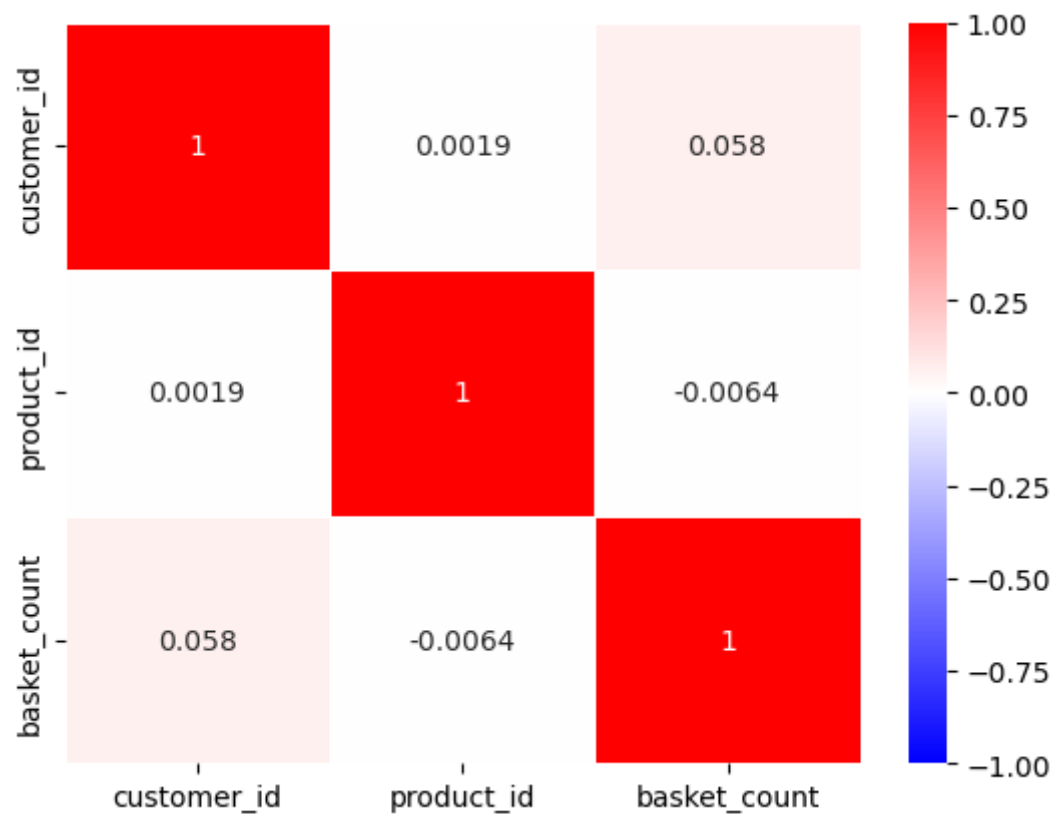 customer_id 1 0.0019 0.058
product_id 0.0019 1 -0.0064
basket_count 0.058 -0.0064 1
customer_id product_id basket_count
1.00
0.75
0.50
0.25
0.00
−0.25
−0.50
−0.75
−1.00